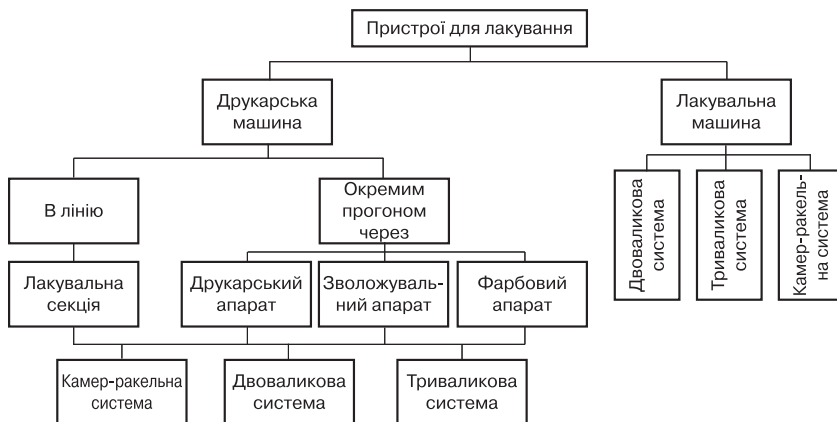 Пристрої для лакування
Друкарська
машина
Лакувальна
машина
В лінію
Окремим
прогоном
через
Двоваликова
система
Триваликова
система
Камер-ракель-
на система
Лакувальна
секція
Друкарський
апарат
Зволожуваль-
ний апарат
Фарбовий
апарат
Камер-ракельна
система
Двоваликова
система
Триваликова
система